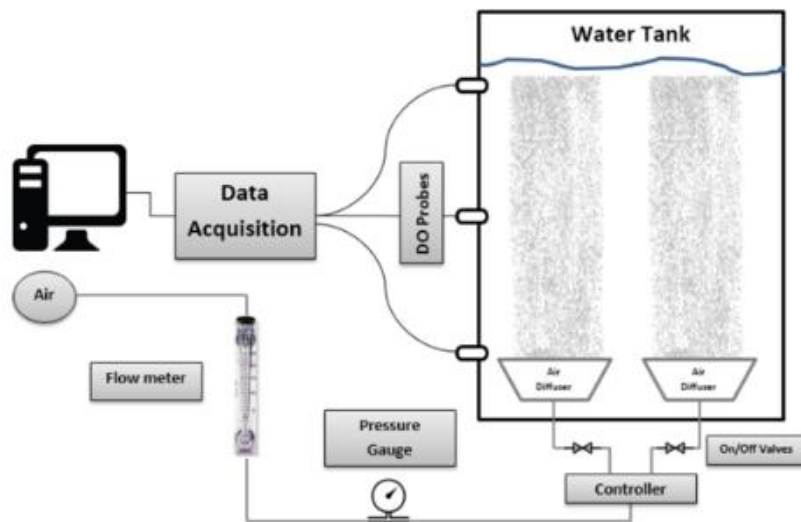 Water Tank
Data
Acquisition
DO Probes
Air
Flow meter
Air
Diffuser
Air
Diffuser
Pressure
Gauge
On/Off Valves
Controller